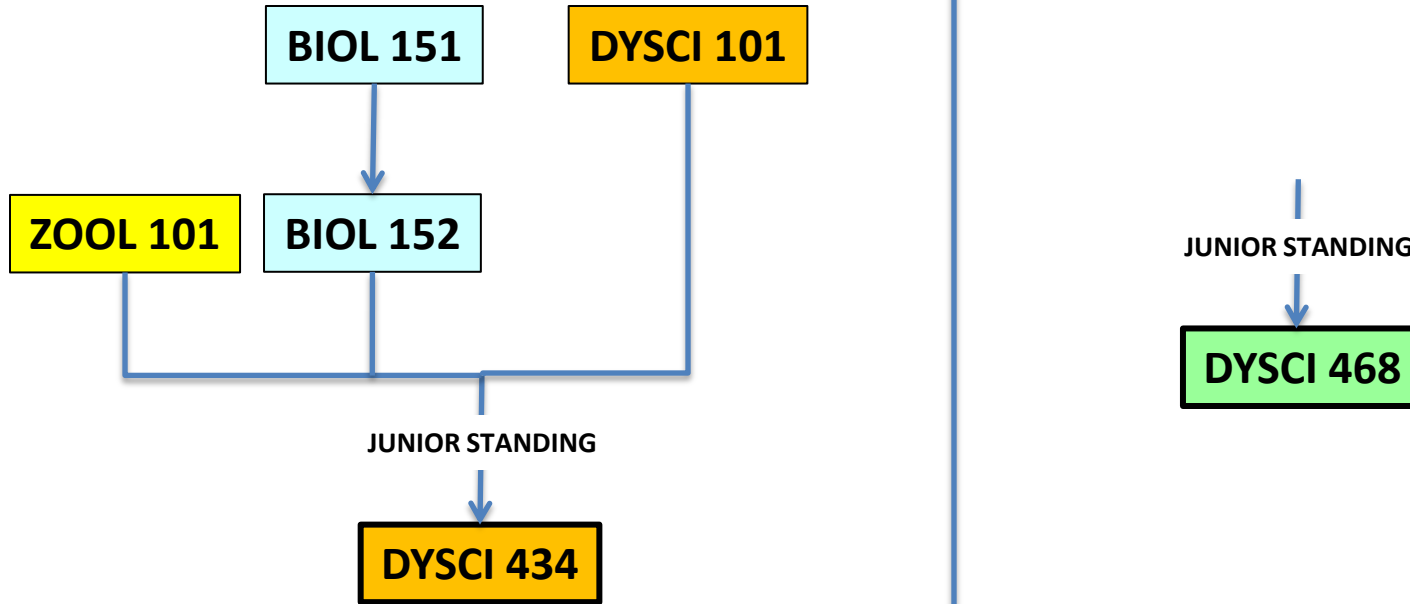 BIOL 151
DYSCI 101
ZOOL 101
BIOL 152
JUNIOR STANDING
DYSCI 434
JUNIOR STANDING
DYSCI 468